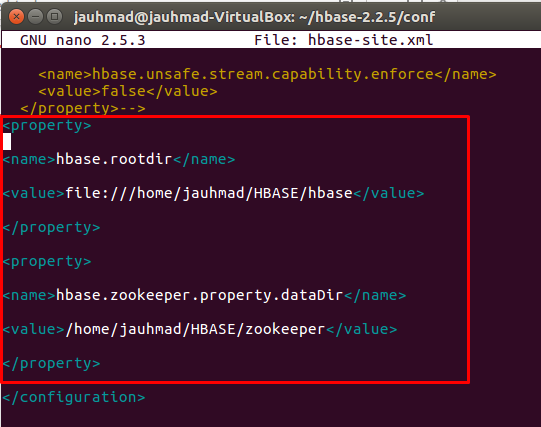 jauhmad@jauhmad-VirtualBox: ~/hbase-2.2.5/conf
GNU nano 2.5.3 File: hbase-site.xml
<name>hbase.unsafe.stream.capability.enforce</name>
<value>false</value>
</property>-->
<property>
<name>hbase.rootdir</name>
<value>file:///home/jauhmad/HBASE/hbase</value>
</property>
<property>
<name>hbase.zookeeper.property.dataDir</name>
<value>/home/jauhmad/HBASE/zookeeper</value>
</property>
</configuration>